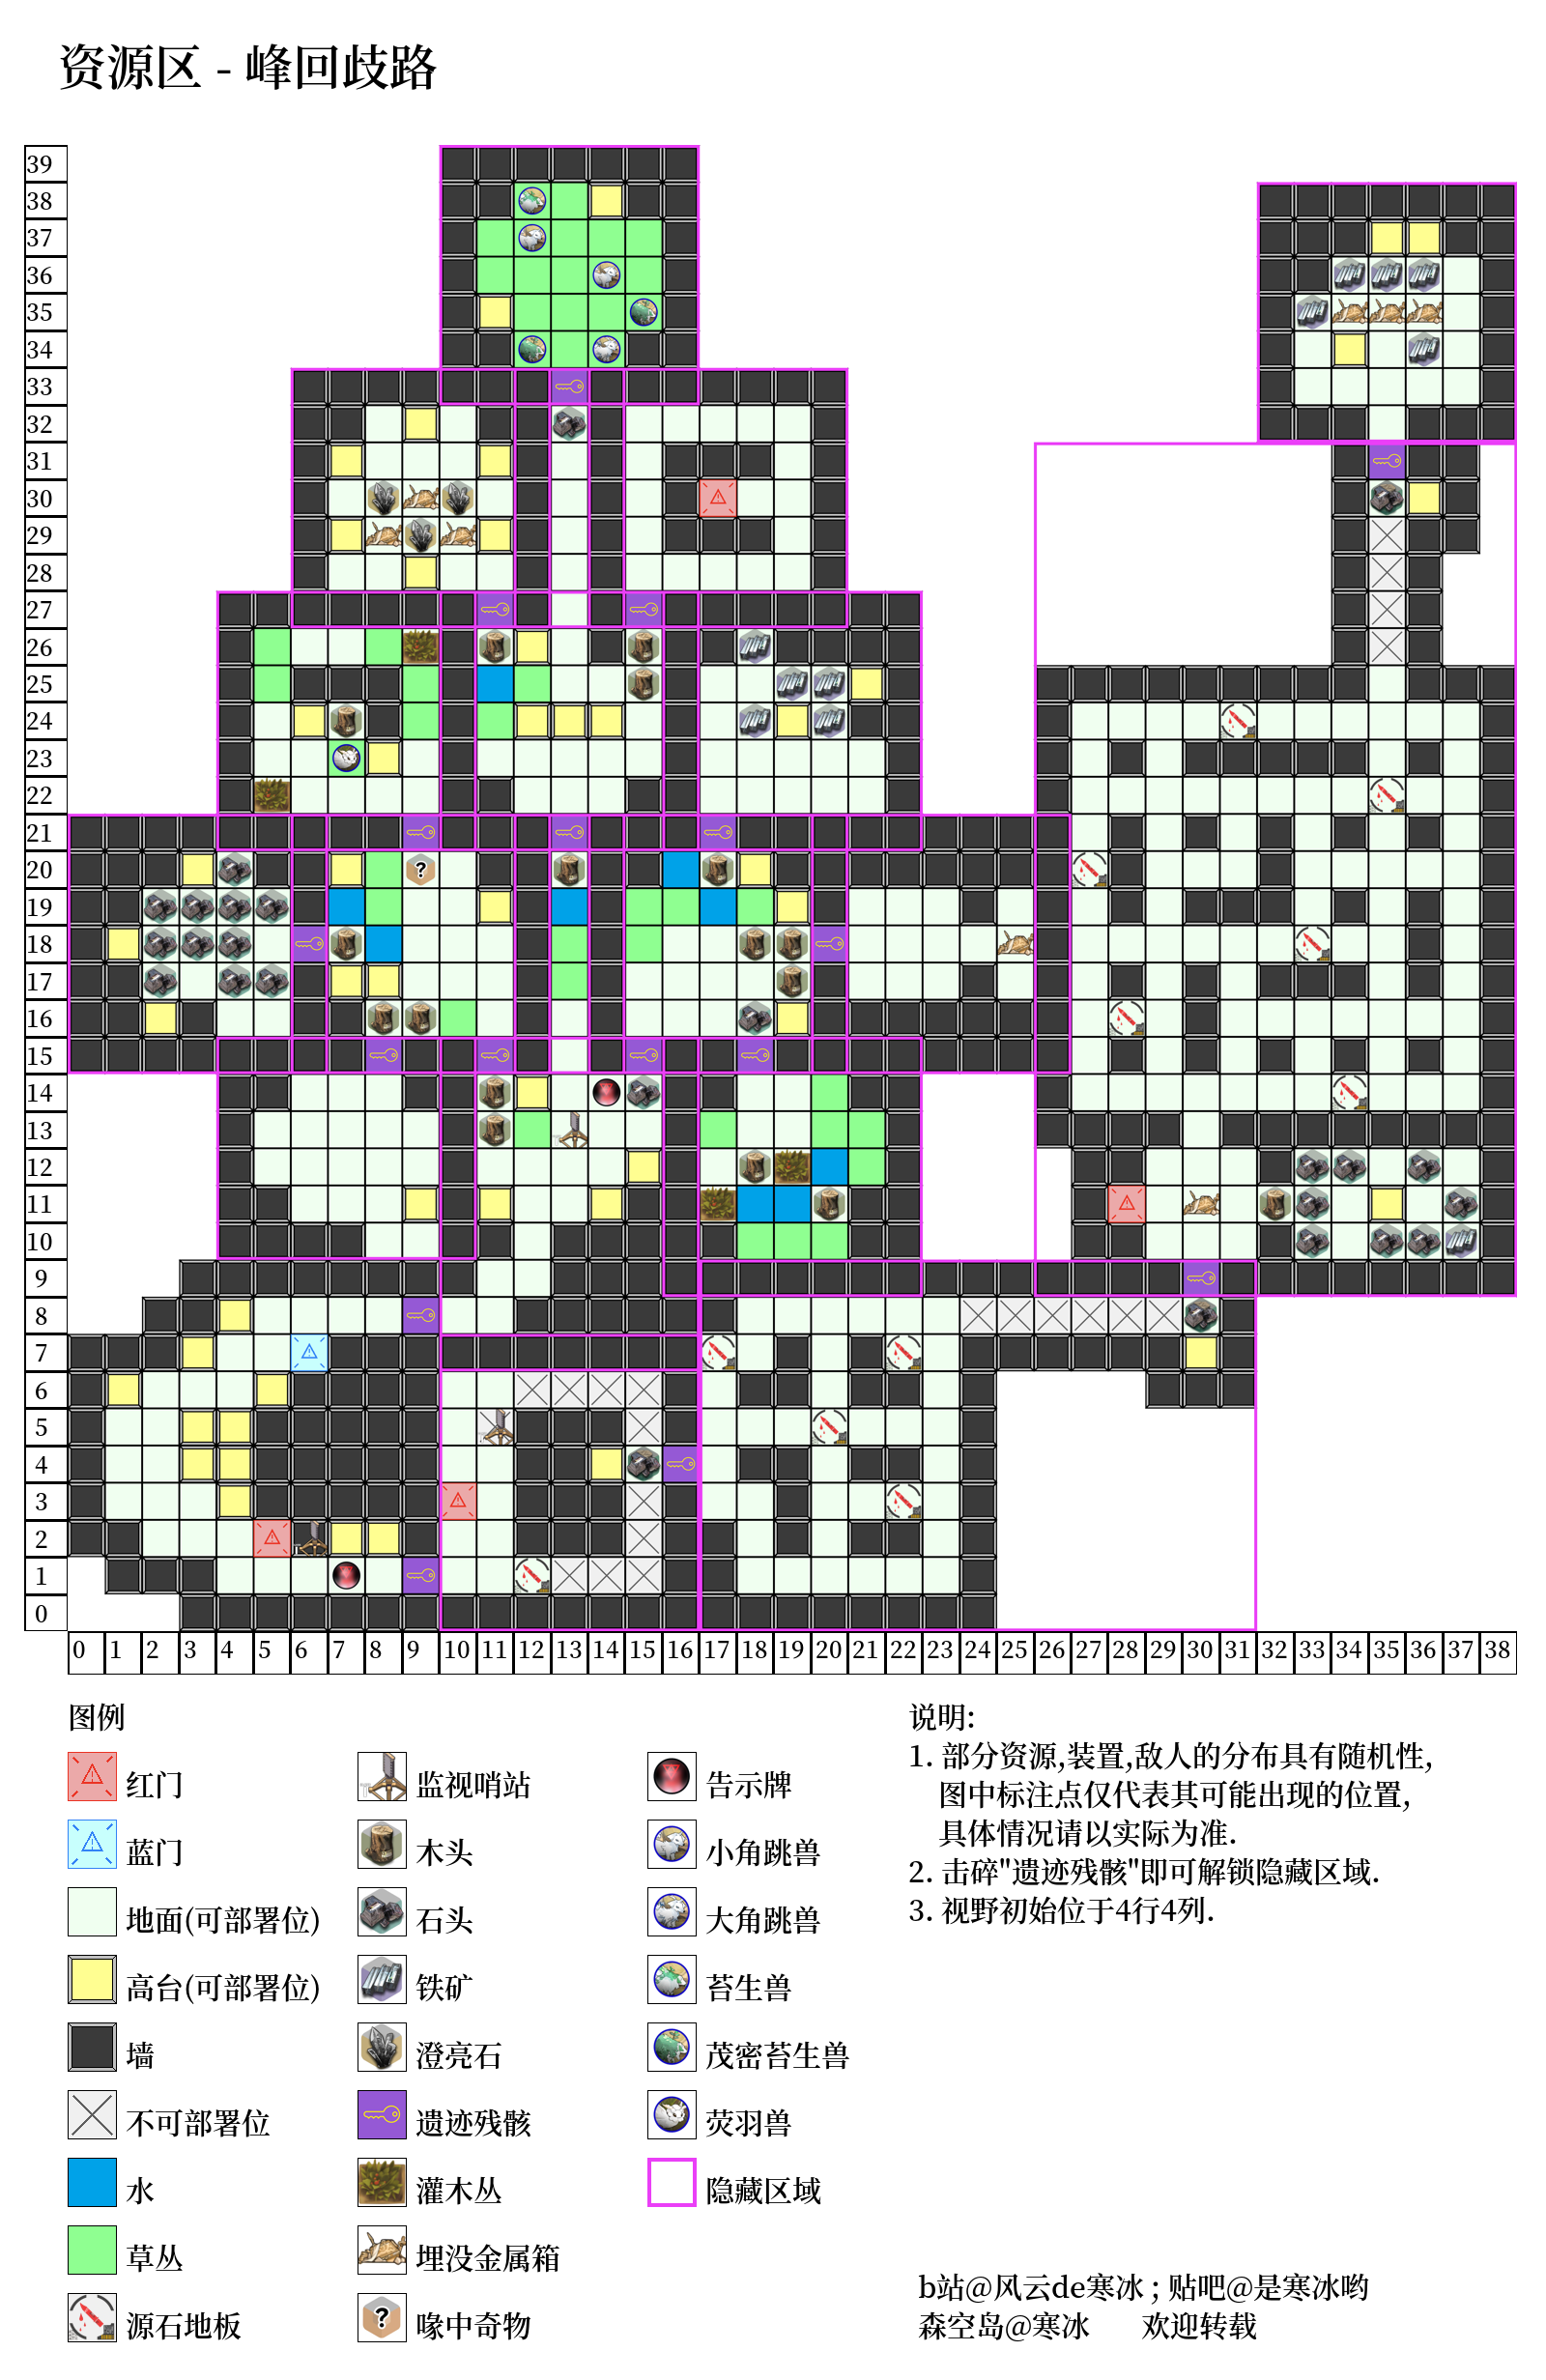 资源区 - 峰回歧路
39
38
37
36
35
34
33
32
31
30
29
28
27
26
25
24
23
22
21
20
19
18
17
16
15
14
13
12
11
10
9
8
7
6
5
4
3
2
1
0
0 1 2 3 4 5 6 7 8 9 10 11 12 13 14 15 16 17 18 19 20 21 22 23 24 25 26 27 28 29 30 31 32 33 34 35 36 37 38
?
图例
红门
蓝门
地面(可部署位)
高台(可部署位)
墙
不可部署位
水
草丛
源石地板
监视哨站
木头
石头
铁矿
澄亮石
遗迹残骸
灌木丛
埋没金属箱
?
喙中奇物
告示牌
小角跳兽
大角跳兽
苔生兽
茂密苔生兽
荧羽兽
隐藏区域
说明:
1. 部分资源,装置,敌人的分布具有随机性,
图中标注点仅代表其可能出现的位置,
具体情况请以实际为准.
2. 击碎"遗迹残骸"即可解锁隐藏区域.
3. 视野初始位于4行4列.
b站@风云de寒冰 ; 贴吧@是寒冰哟
森空岛@寒冰 欢迎转载